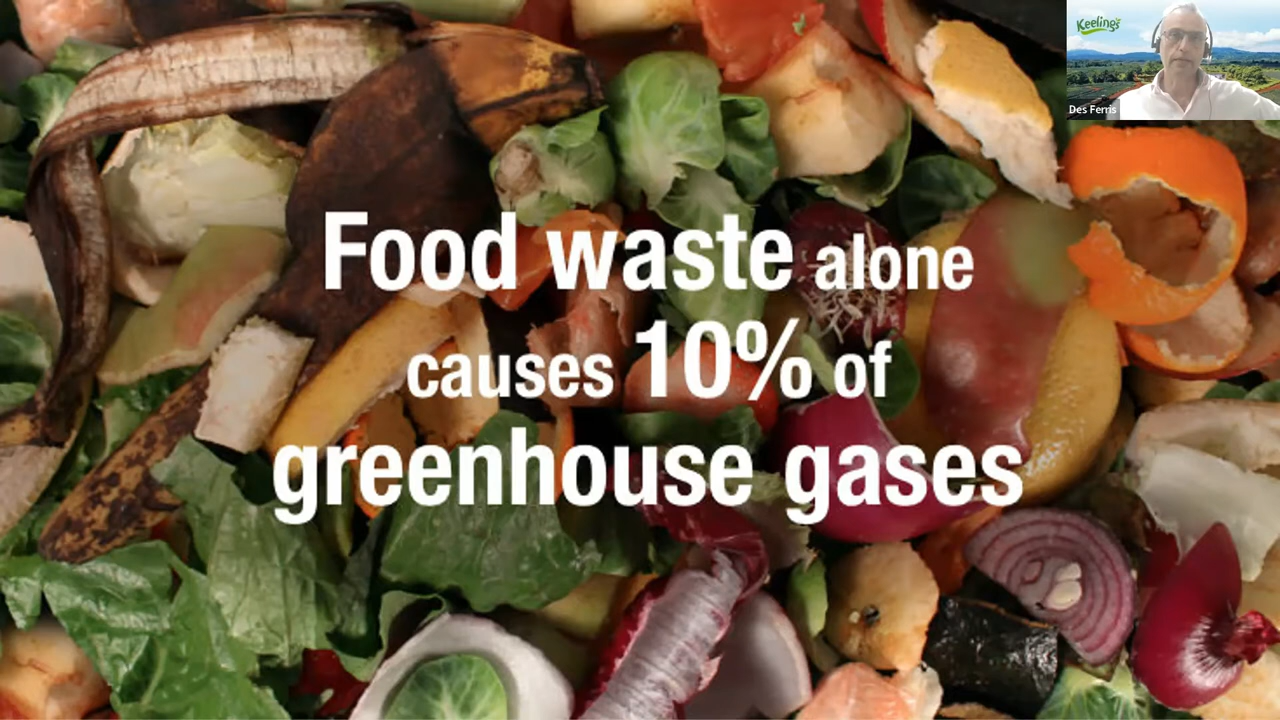 Keelings
Des Ferris
Food waste alone
causes 10% of
greenhouse gases